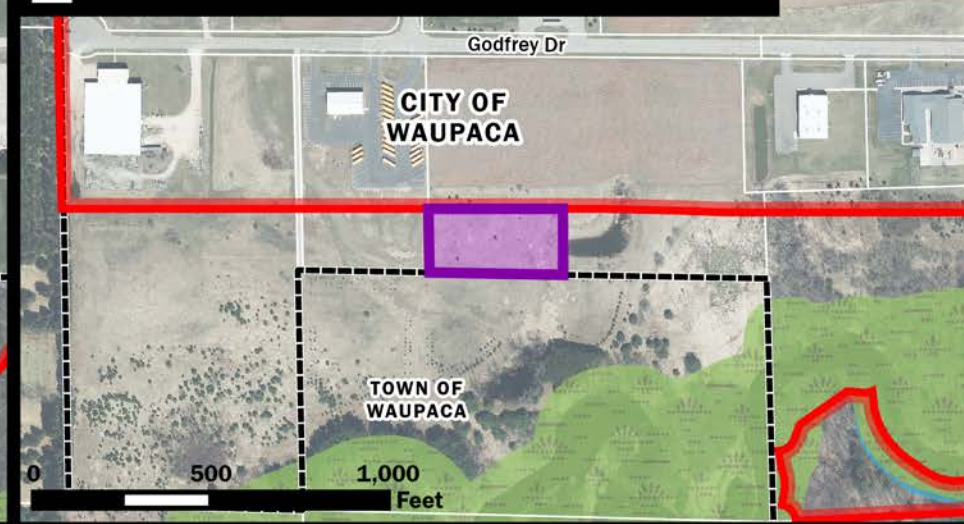 Godfrey Dr
CITY OF
WAUPACA
TOWN OF
WAUPACA
0 500 1,000
Feet